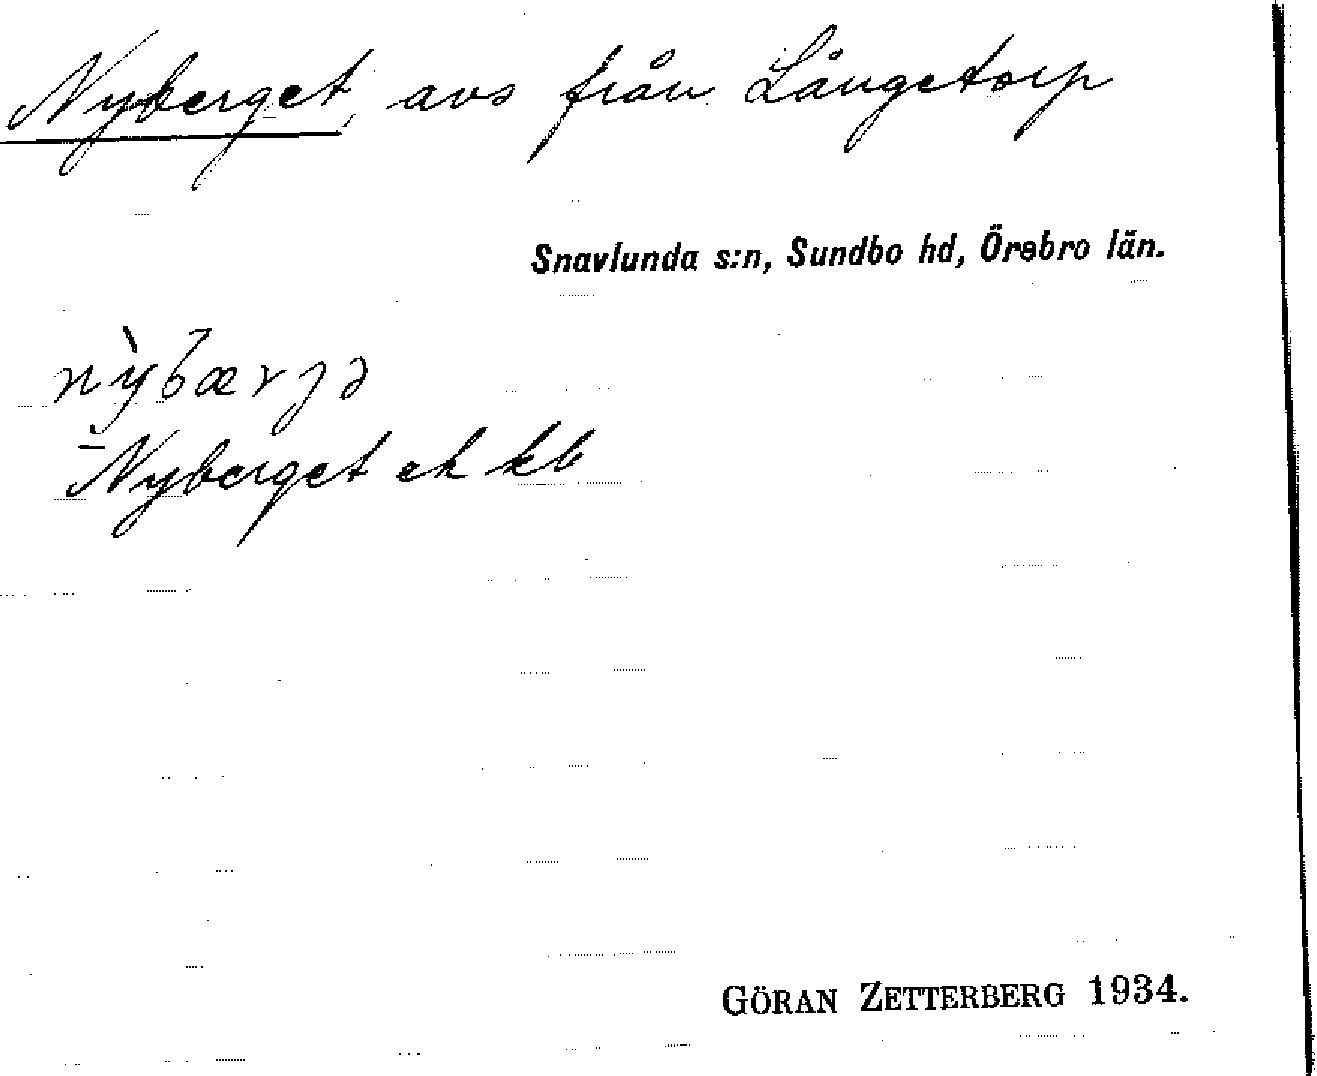 Nyberget, avs från Långetorp
Snavlunda s:n, Sundbo hd, Örebro län.
nỳbærjə
Nyberget ek kb
GÖRAN ZETTERBERG 1934.